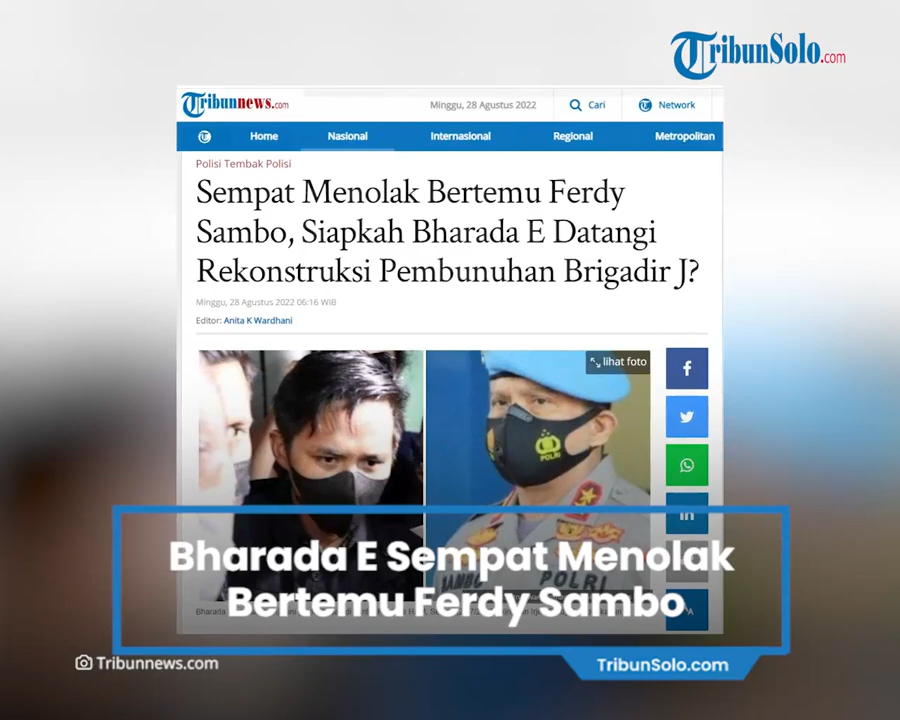 TribunSolo.com
Tribunnews.com
Minggu, 28 Agustus 2022
Cari
Network
Home
Nasional
Internasional
Regional
Metropolitan
Polisi Tembak Polisi
Sempat Menolak Bertemu Ferdy
Sambo, Siapkah Bharada E Datangi
Rekonstruksi Pembunuhan Brigadir J?
Minggu, 28 Agustus 2022 06:16 WIB
Editor: Anita K Wardhani
lihat foto
POLRI
SAMBO
POLRI
Bharada E Sempat Menolak
Bertemu Ferdy Sambo
Bharada
Tribunnews.com
TribunSolo.com